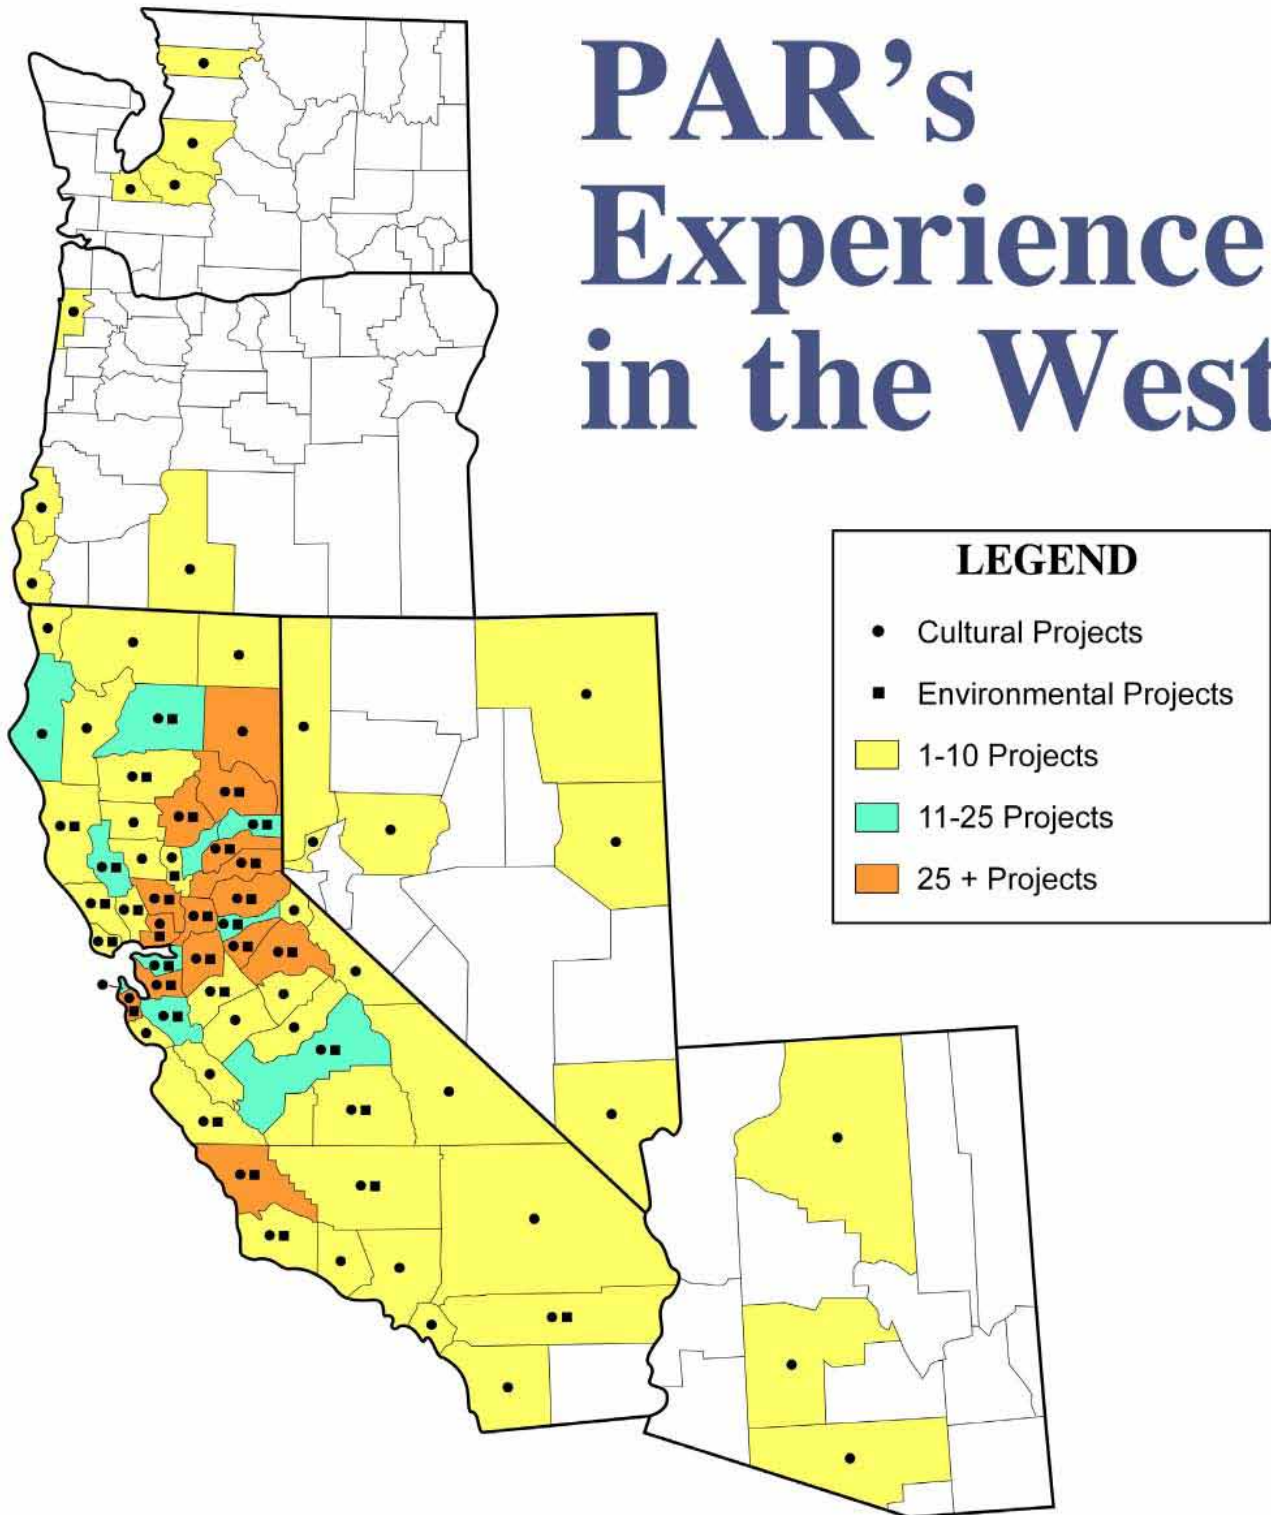 PAR's
Experience
in the West
LEGEND
Cultural Projects
Environmental Projects
1-10 Projects
11-25 Projects
25 + Projects